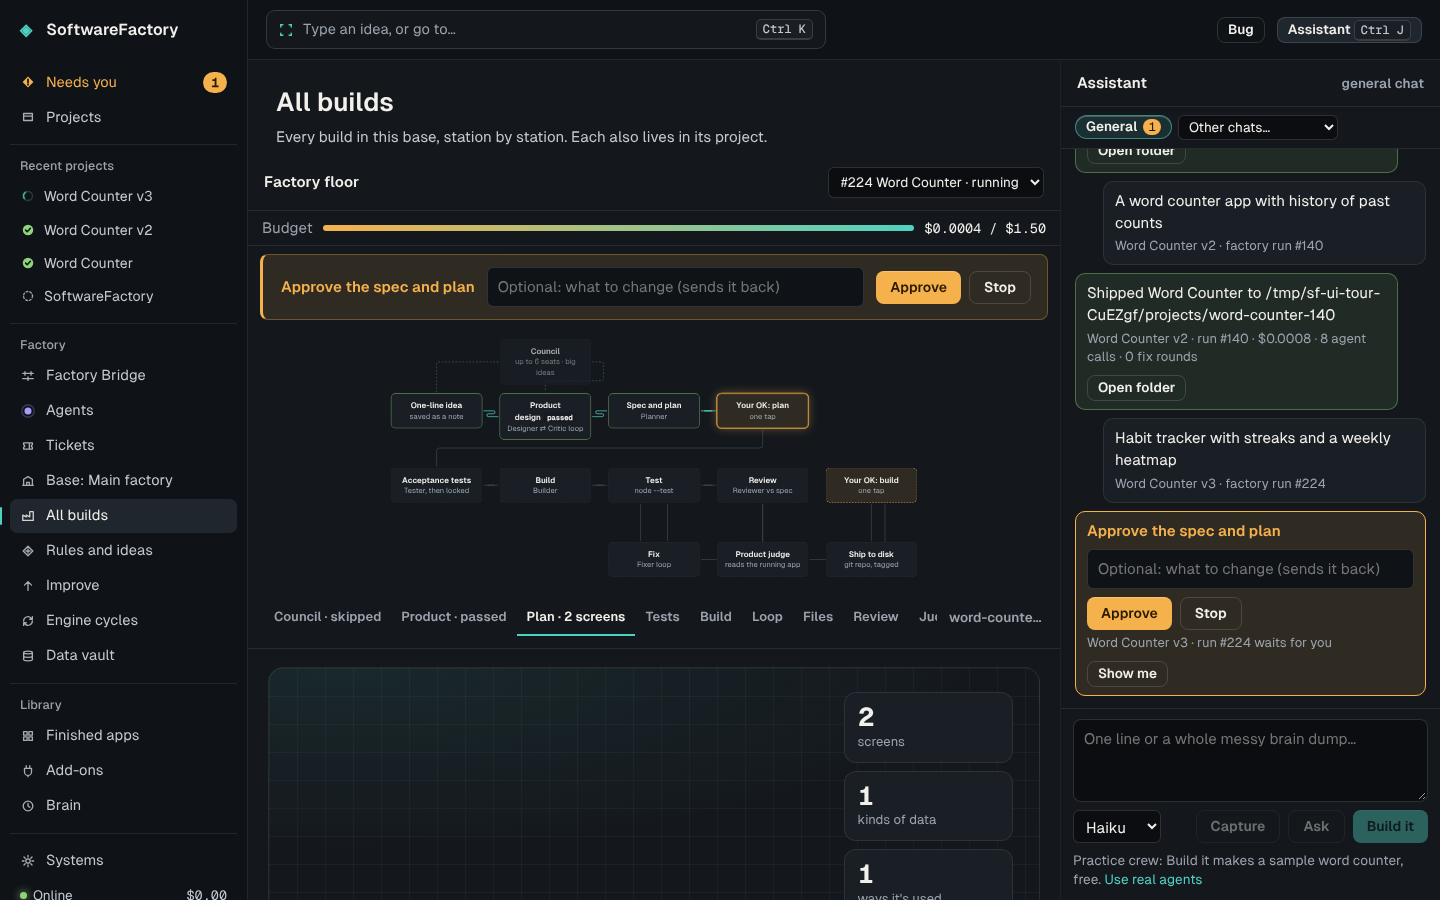 SoftwareFactory
Type an idea, or go to...
Ctrl K
Bug
Assistant Ctrl J
Needs you
1
Projects
Recent projects
Word Counter v3
Word Counter v2
Word Counter
SoftwareFactory
Factory
Factory Bridge
Agents
Tickets
Base: Main factory
All builds
Rules and ideas
Improve
Engine cycles
Data vault
Library
Finished apps
Add-ons
Brain
Systems
Online
$0.00
All builds
Every build in this base, station by station. Each also lives in its project.
Factory floor
#224 Word Counter · running
Budget
$0.0004 / $1.50
Approve the spec and plan
Optional: what to change (sends it back)
Approve
Stop
Council
up to 6 seats · big
ideas
One-line idea
saved as a note
Product
design passed
Designer ⇄ Critic loop
Spec and plan
Planner
Your OK: plan
one tap
Acceptance tests
Tester, then locked
Build
Builder
Test
node --test
Review
Reviewer vs spec
Your OK: build
one tap
Fix
Fixer loop
Product judge
reads the running app
Ship to disk
git repo, tagged
Council · skipped
Product · passed
Plan · 2 screens
Tests
Build
Loop
Files
Review
word-counte...
2
screens
1
kinds of data
1
ways it's used
Assistant
general chat
General 1
Other chats...
Open folder
A word counter app with history of past
counts
Word Counter v2 · factory run #140
Shipped Word Counter to /tmp/sf-ui-tour-
CuEZgf/projects/word-counter-140
Word Counter v2 · run #140 · $0.0008 · 8 agent
calls · 0 fix rounds
Open folder
Habit tracker with streaks and a weekly
heatmap
Word Counter v3 · factory run #224
Approve the spec and plan
Optional: what to change (sends it back)
Approve
Stop
Word Counter v3 · run #224 waits for you
Show me
One line or a whole messy brain dump...
Haiku
Capture
Ask
Build it
Practice crew: Build it makes a sample word counter,
free. Use real agents